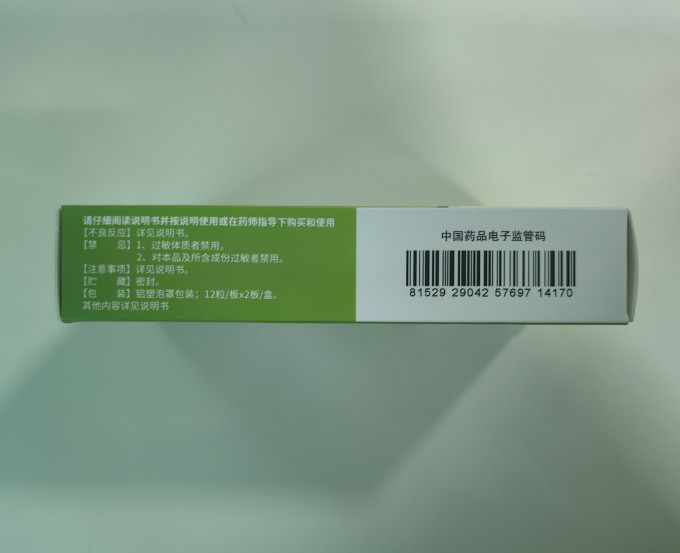 请仔细阅读说明书并按说明使用或在药师指导下购买和使用
【不良反应】详见说明书。
【禁　　忌】1、过敏体质者禁用。
2、对本品及所含成份过敏者禁用。
【注意事项】详见说明书。
【贮　　藏】密封。
【包　　装】铝塑泡罩包装；12粒/板x2板/盒。
其他内容详见说明书
中国药品电子监管码
81529 29042 57697 14170